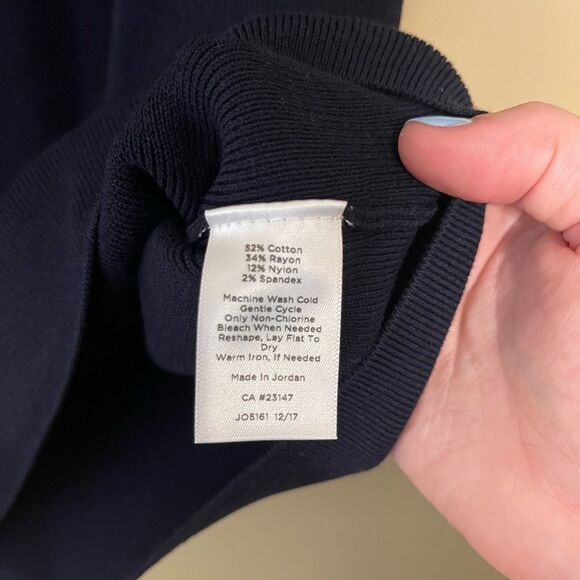 52% Cotton
34% Rayon
12% Nylon
2% Spandex
Machine Wash Cold
Gentle Cycle
Only Non-Chlorine
Bleach When Needed
Reshape, Lay Flat To
Dry
Warm Iron, If Needed
Made In Jordan
CA #23147
JO5161 12/17